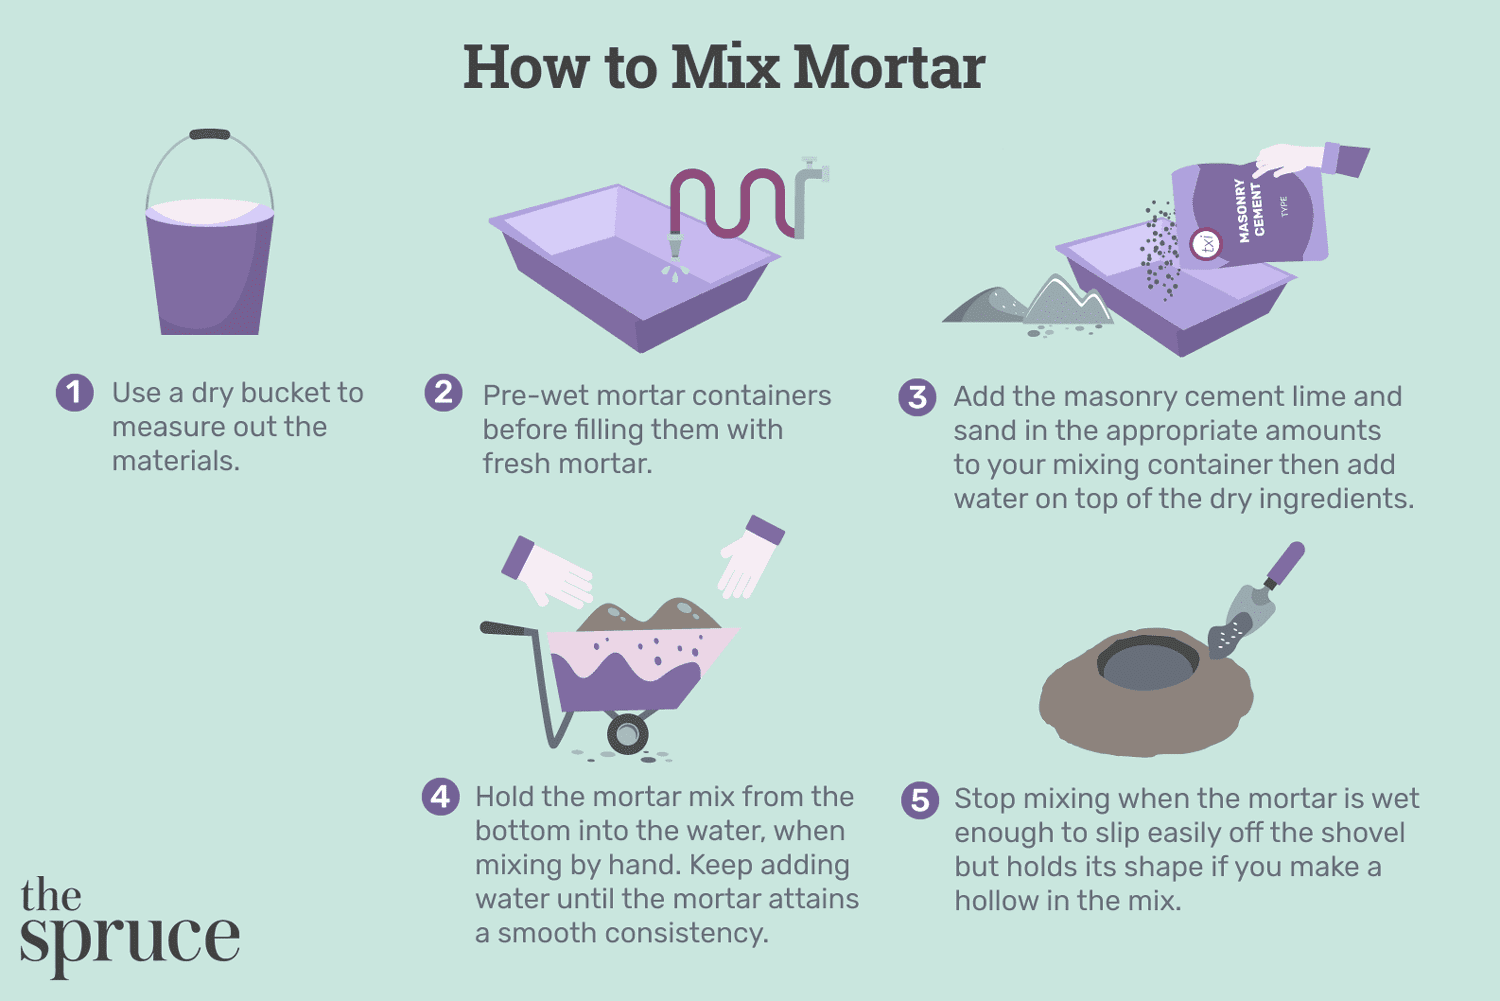 How to Mix Mortar
MASONRY
CEMENT
TYPE
txi
1 Use a dry bucket to
measure out the
materials.
2 Pre-wet mortar containers
before filling them with
fresh mortar.
3 Add the masonry cement lime and
sand in the appropriate amounts
to your mixing container then add
water on top of the dry ingredients.
4 Hold the mortar mix from the
bottom into the water, when
mixing by hand. Keep adding
water until the mortar attains
a smooth consistency.
5 Stop mixing when the mortar is wet
enough to slip easily off the shovel
but holds its shape if you make a
hollow in the mix.
the
spruce